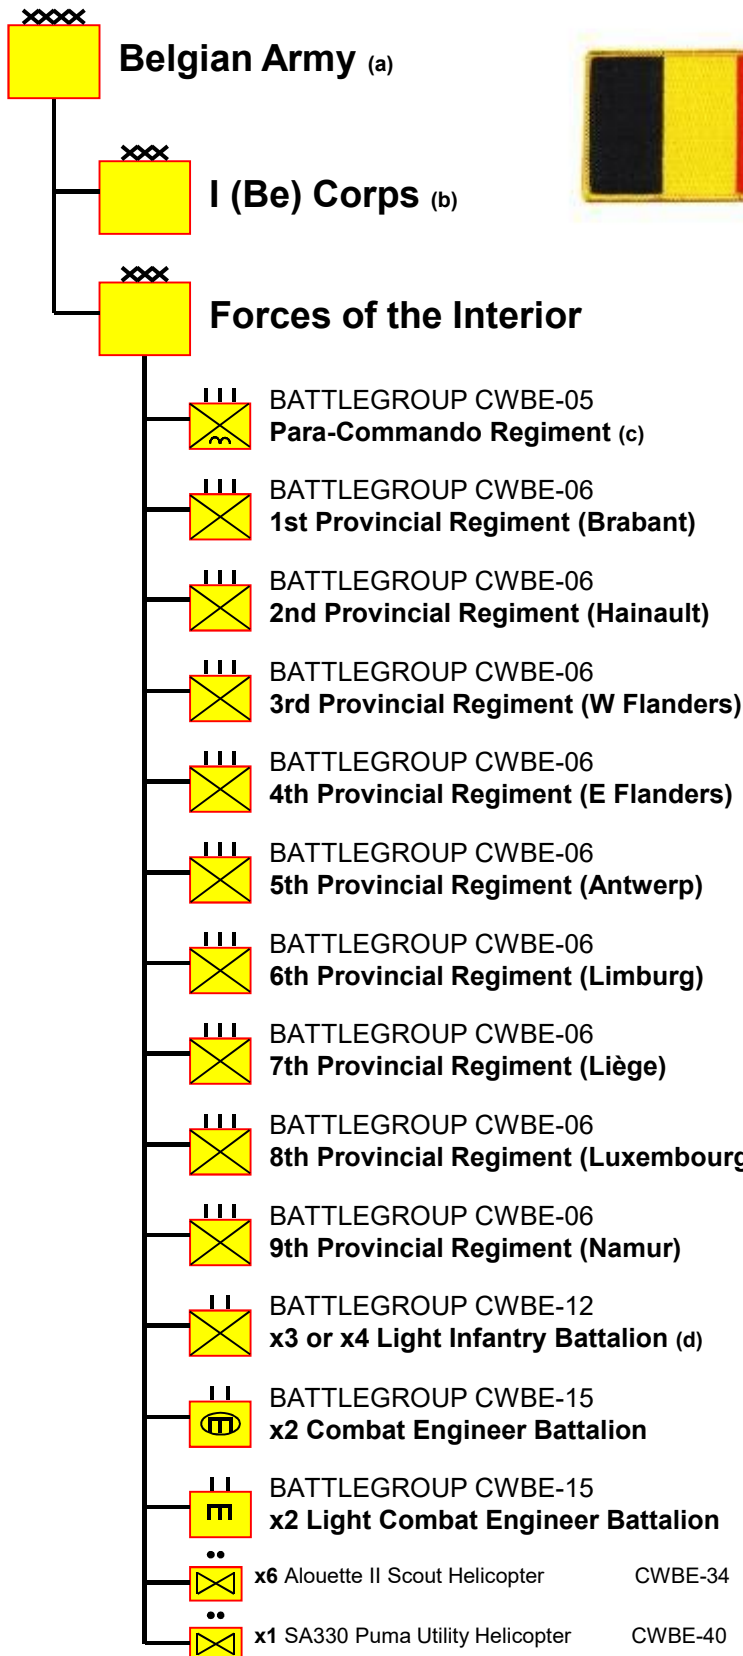 Belgian Army (a)
I (Be) Corps (b)
Forces of the Interior
BATTLEGROUP CWBE-05
Para-Commando Regiment (c)
BATTLEGROUP CWBE-06
1st Provincial Regiment (Brabant)
BATTLEGROUP CWBE-06
2nd Provincial Regiment (Hainault)
BATTLEGROUP CWBE-06
3rd Provincial Regiment (W Flanders)
BATTLEGROUP CWBE-06
4th Provincial Regiment (E Flanders)
BATTLEGROUP CWBE-06
5th Provincial Regiment (Antwerp)
BATTLEGROUP CWBE-06
6th Provincial Regiment (Limburg)
BATTLEGROUP CWBE-06
7th Provincial Regiment (Liège)
BATTLEGROUP CWBE-06
8th Provincial Regiment (Luxembourg
BATTLEGROUP CWBE-06
9th Provincial Regiment (Namur)
BATTLEGROUP CWBE-12
x3 or x4 Light Infantry Battalion (d)
BATTLEGROUP CWBE-15
x2 Combat Engineer Battalion
BATTLEGROUP CWBE-15
x2 Light Combat Engineer Battalion
x6 Alouette II Scout Helicopter CWBE-34
x1 SA330 Puma Utility Helicopter CWBE-40